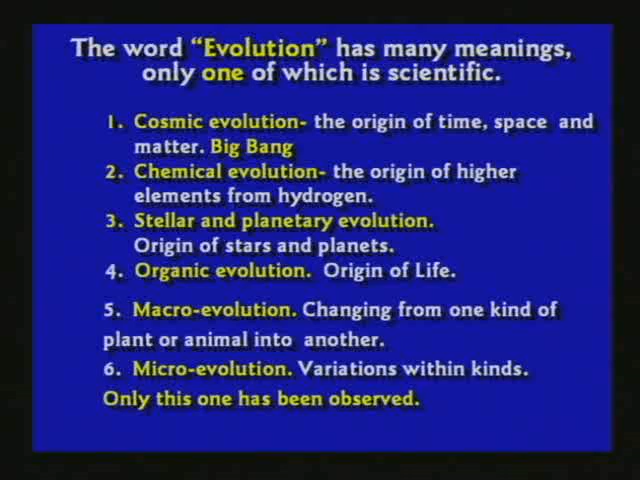 The word “Evolution” has many meanings,
only one of which is scientific.
1. Cosmic evolution- the origin of time, space and
matter. Big Bang
2. Chemical evolution- the origin of higher
elements from hydrogen.
3. Stellar and planetary evolution.
Origin of stars and planets.
4. Organic evolution. Origin of Life.
5. Macro-evolution. Changing from one kind of
plant or animal into another.
6. Micro-evolution. Variations within kinds.
Only this one has been observed.